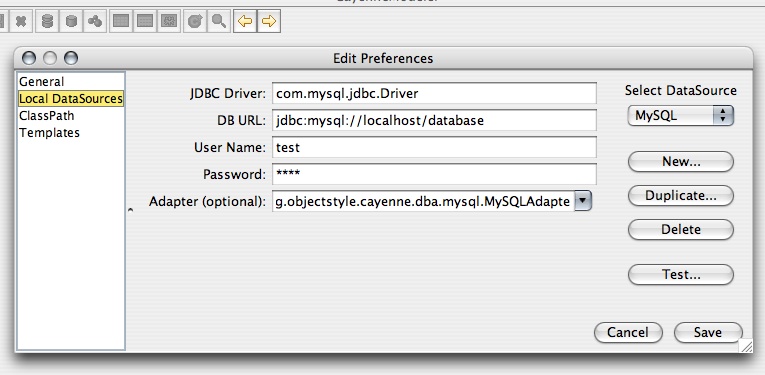 Edit Preferences
General
Local DataSources
ClassPath
Templates
JDBC Driver: com.mysql.jdbc.Driver
DB URL: jdbc:mysql://localhost/database
User Name: test
Password: ****
Adapter (optional): g.objectstyle.cayenne.dba.mysql.MySQLAdapte
Select DataSource
MySQL
New...
Duplicate...
Delete
Test...
Cancel Save